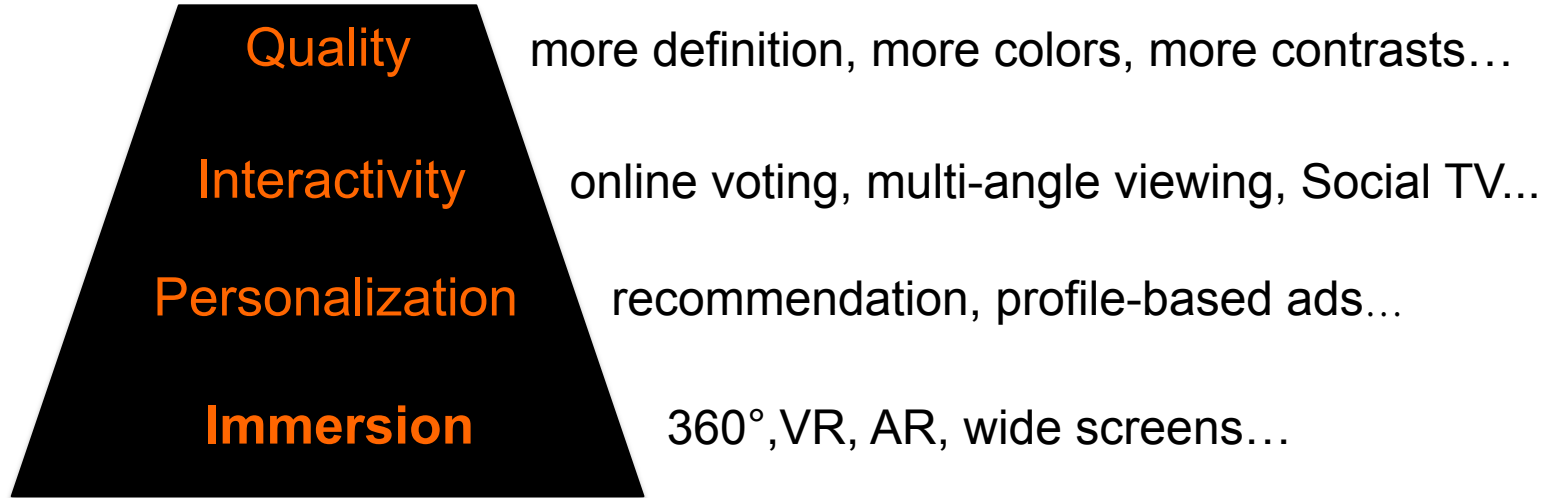 Quality more definition, more colors, more contrasts…
Interactivity online voting, multi-angle viewing, Social TV...
Personalization recommendation, profile-based ads…
Immersion 360°,VR, AR, wide screens…